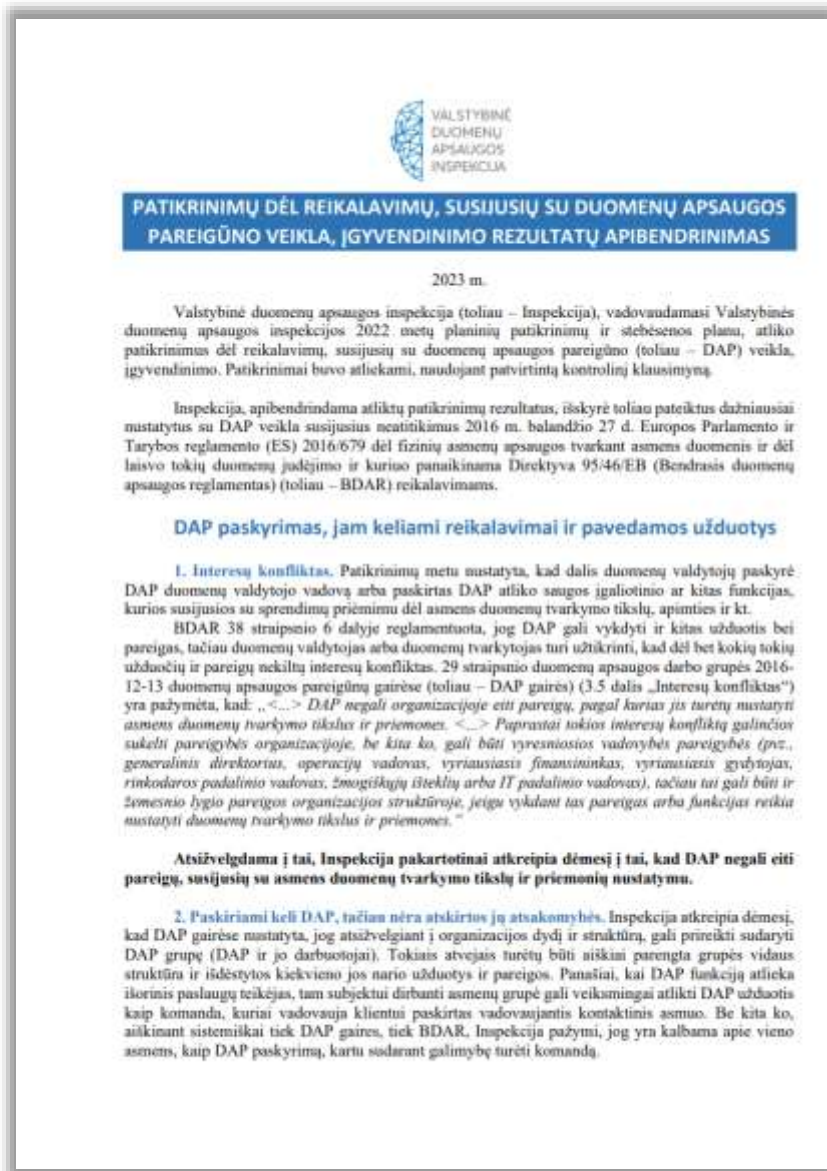 VALSTYBINĖ
DUOMENŲ
APSAUGOS
INSPEKCIJA
PATIKRINIMŲ DĖL REIKALAVIMŲ, SUSIJUSIŲ SU DUOMENŲ APSAUGOS
PAREIGŪNO VEIKLA, ĮGYVENDINIMO REZULTATŲ APIBENDRINIMAS
2023 m.
Valstybinė duomenų apsaugos inspekcija (toliau – Inspekcija), vadovaudamasi Valstybinės
duomenų apsaugos inspekcijos 2022 metų planinių patikrinimų ir stebėsenos planu, atliko
patikrinimus dėl reikalavimų, susijusių su duomenų apsaugos pareigūno (toliau – DAP) veikla,
įgyvendinimo. Patikrinimai buvo atliekami, naudojant patvirtintą kontrolinį klausimyną.
Inspekcija, apibendrindama atliktų patikrinimų rezultatus, išskyrė toliau pateiktus dažniausiai
nustatytus su DAP veikla susijusius neatitikimus 2016 m. balandžio 27 d. Europos Parlamento ir
Tarybos reglamento (ES) 2016/679 dėl fizinių asmenų apsaugos tvarkant asmens duomenis ir dėl
laisvo tokių duomenų judėjimo ir kuriuo panaikinama Direktyva 95/46/EB (Bendrasis duomenų
apsaugos reglamentas) (toliau – BDAR) reikalavimams.
DAP paskyrimas, jam keliami reikalavimai ir pavedamos užduotys
1. Interesų konfliktas. Patikrinimų metu nustatyta, kad dalis duomenų valdytojų paskyrė
DAP duomenų valdytojo vadovą arba paskirtas DAP atliko saugos įgaliotinio ar kitas funkcijas,
kurios susijusios su sprendimų priėmimu dėl asmens duomenų tvarkymo tikslų, apimties ir kt.
BDAR 38 straipsnio 6 dalyje reglamentuota, jog DAP gali vykdyti ir kitas užduotis bei
pareigas, tačiau duomenų valdytojas arba duomenų tvarkytojas turi užtikrinti, kad dėl bet kokių tokių
užduočių ir pareigų nekiltų interesų konfliktas. 29 straipsnio duomenų apsaugos darbo grupės 2016-
12-13 duomenų apsaugos pareigūnų gairėse (toliau – DAP gairės) (3.5 dalis „Interesų konfliktas“)
yra pažymėta, kad: „<...> DAP negali organizacijoje eiti pareigų, pagal kurias jis turėtų nustatyti
asmens duomenų tvarkymo tikslus ir priemones. <...> Paprastai tokios interesų konfliktą galinčios
sukelti pareigybės organizacijoje, be kita ko, gali būti vyresniosios vadovybės pareigybės (pvz.,
generalinis direktorius, operacijų vadovas, vyriausiasis finansininkas, vyriausiasis gydytojas,
rinkodaros padalinio vadovas, žmogiškųjų išteklių arba IT padalinio vadovas), tačiau tai gali būti ir
žemesnio lygio pareigos organizacijos struktūroje, jeigu vykdant tas pareigas arba funkcijas reikia
nustatyti duomenų tvarkymo tikslus ir priemones.“
Atsižvelgdama į tai, Inspekcija pakartotinai atkreipia dėmesį į tai, kad DAP negali eiti
pareigų, susijusių su asmens duomenų tvarkymo tikslų ir priemonių nustatymu.
2. Paskiriami keli DAP, tačiau nėra atskirtos jų atsakomybės. Inspekcija atkreipia dėmesį,
kad DAP gairėse nustatyta, jog atsižvelgiant į organizacijos dydį ir struktūrą, gali prireikti sudaryti
DAP grupę (DAP ir jo darbuotojai). Tokiais atvejais turėtų būti aiškiai parengta grupės vidaus
struktūra ir išdėstytos kiekvieno jos nario užduotys ir pareigos. Panašiai, kai DAP funkciją atlieka
išorinis paslaugų teikėjas, tam subjektui dirbanti asmenų grupė gali veiksmingai atlikti DAP užduotis
kaip komanda, kuriai vadovauja klientui paskirtas vadovaujantis kontaktinis asmuo. Be kita ko,
aiškinant sistemiškai tiek DAP gaires, tiek BDAR, Inspekcija pažymi, jog yra kalbama apie vieno
asmens, kaip DAP paskyrimą, kartu sudarant galimybę turėti komandą.